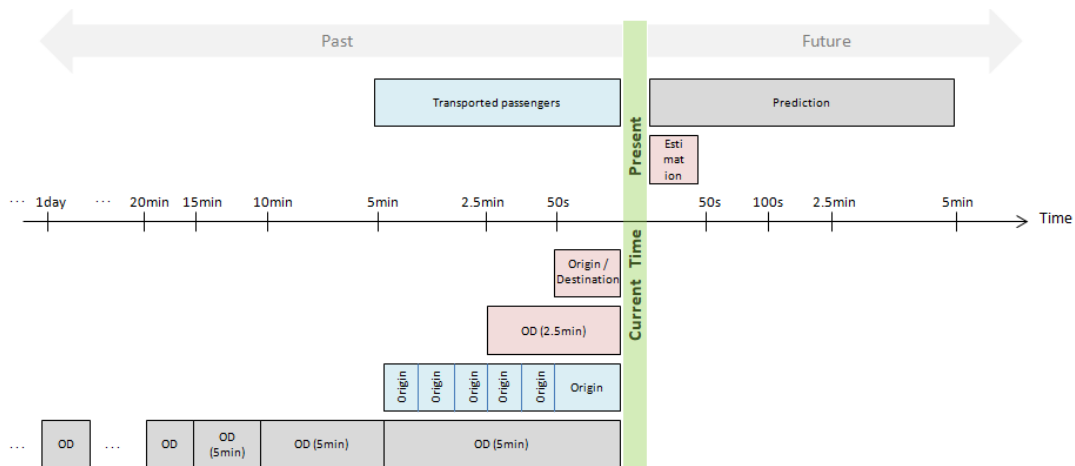 Past
Future
Transported passengers
Prediction
Esti
mat
ion
Current Time Present
... 1day ... 20min 15min 10min 5min 2.5min 50s 50s 100s 2.5min 5min
Time
Origin /
Destination
OD (2.5min)
Origin Origin Origin Origin Origin Origin
... OD ... OD OD
(5min) OD (5min) OD (5min)